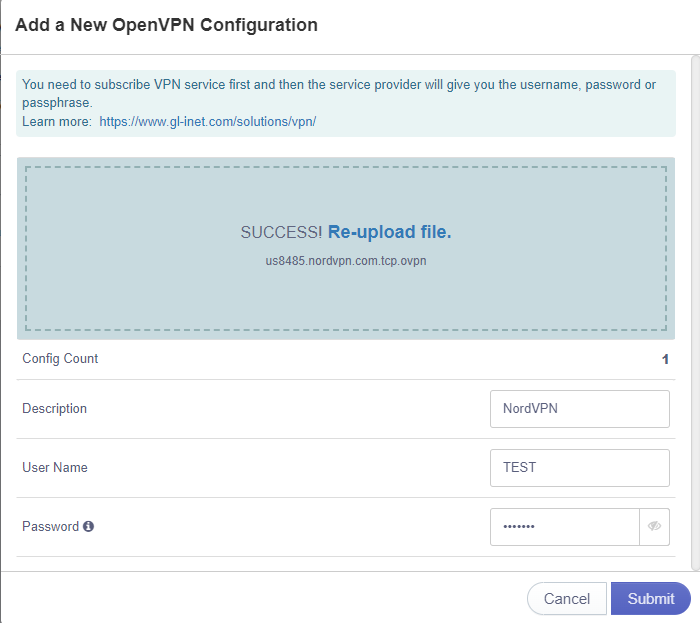 Add a New OpenVPN Configuration
You need to subscribe VPN service first and then the service provider will give you the username, password or
passphrase.
Learn more: https://www.gl-inet.com/solutions/vpn/
SUCCESS! Re-upload file.
us8485.nordvpn.com.tcp.ovpn
Config Count 1
Description NordVPN
User Name TEST
Password •••••••
Cancel Submit